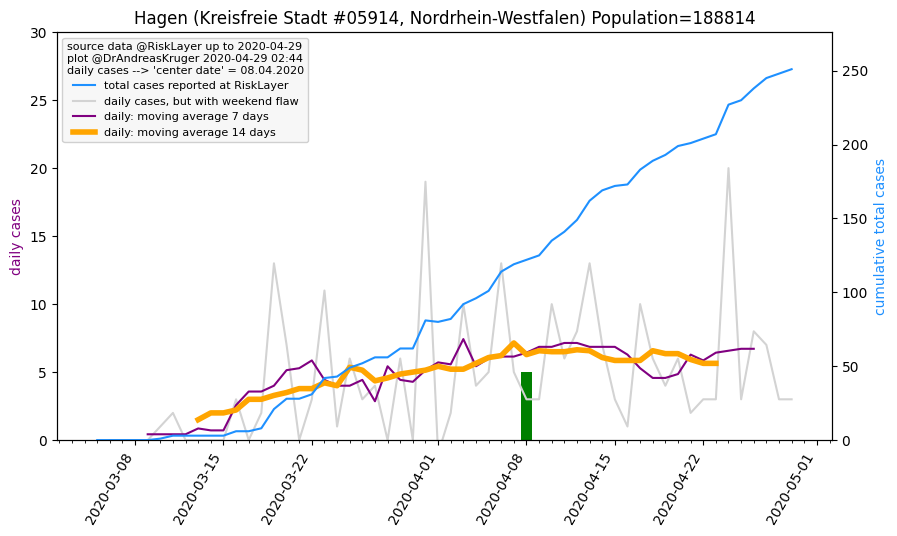 Hagen (Kreisfreie Stadt #05914, Nordrhein-Westfalen) Population=188814
source data @RiskLayer up to 2020-04-29
plot @DrAndreasKruger 2020-04-29 02:44
daily cases --> 'center date' = 08.04.2020
total cases reported at RiskLayer
daily cases, but with weekend flaw
daily: moving average 7 days
daily: moving average 14 days
daily cases
30
25
20
15
10
5
0
cumulative total cases
250
200
150
100
50
0
2020-03-08
2020-03-15
2020-03-22
2020-04-01
2020-04-08
2020-04-15
2020-04-22
2020-05-01